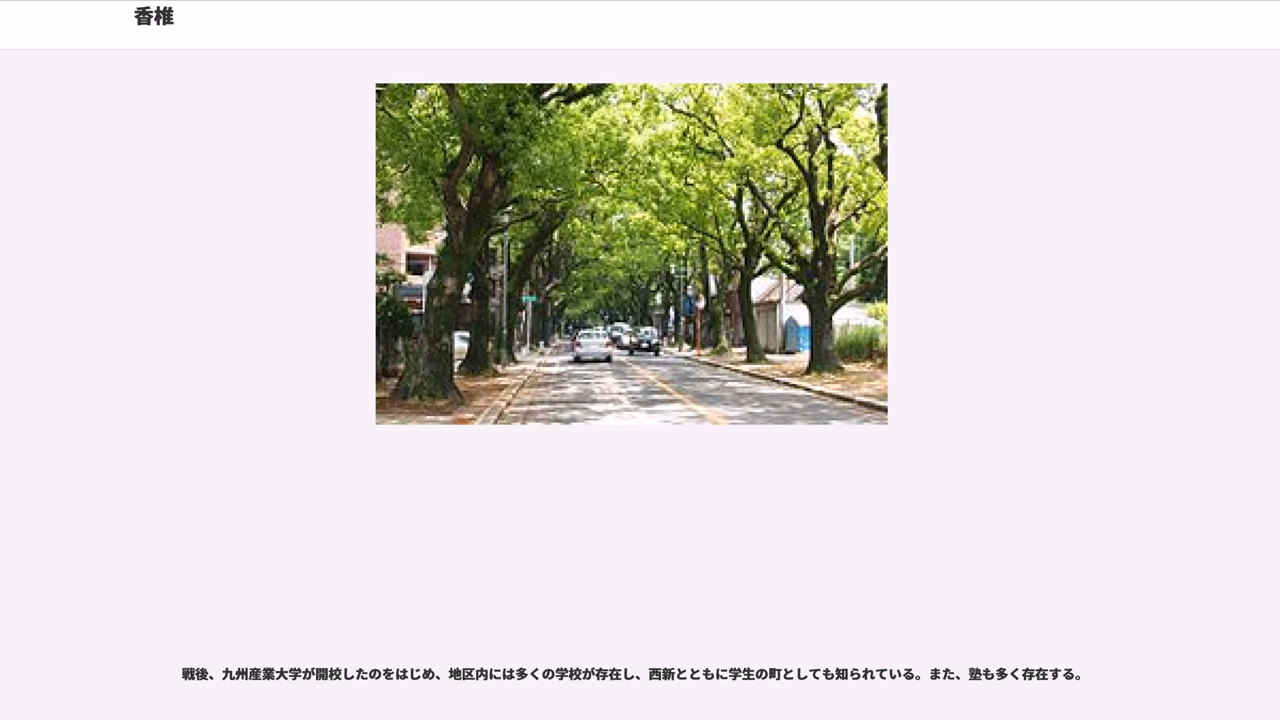 香椎
戦後、九州産業大学が開校したのをはじめ、地区内には多くの学校が存在し、西新とともに学生の町としても知られている。また、塾も多く存在する。